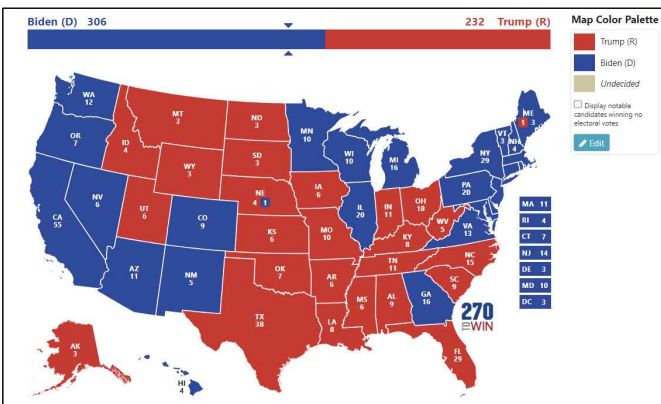 Biden (D) 306
232 Trump (R)
Map Color Palette
Trump (R)
Biden (D)
Undecided
Display notable
candidates winning no
electoral votes
Edit
WA
12
OR
7
CA
55
NV
6
ID
4
MT
3
WY
3
UT
6
AZ
11
CO
9
NM
5
ND
3
SD
3
NE
4 1
KS
6
OK
7
TX
38
MN
10
IA
6
MO
10
AR
6
LA
8
WI
10
IL
20
MI
16
IN
11
OH
18
KY
8
TN
11
MS
6
AL
9
GA
16
FL
29
SC
9
NC
15
VA
13
WV
5
PA
20
NY
29
VT
3
NH
4
ME
1 3
MA 11
RI 4
CT 7
NJ 14
DE 3
MD 10
DC 3
AK
3
HI
4
270
TO WIN